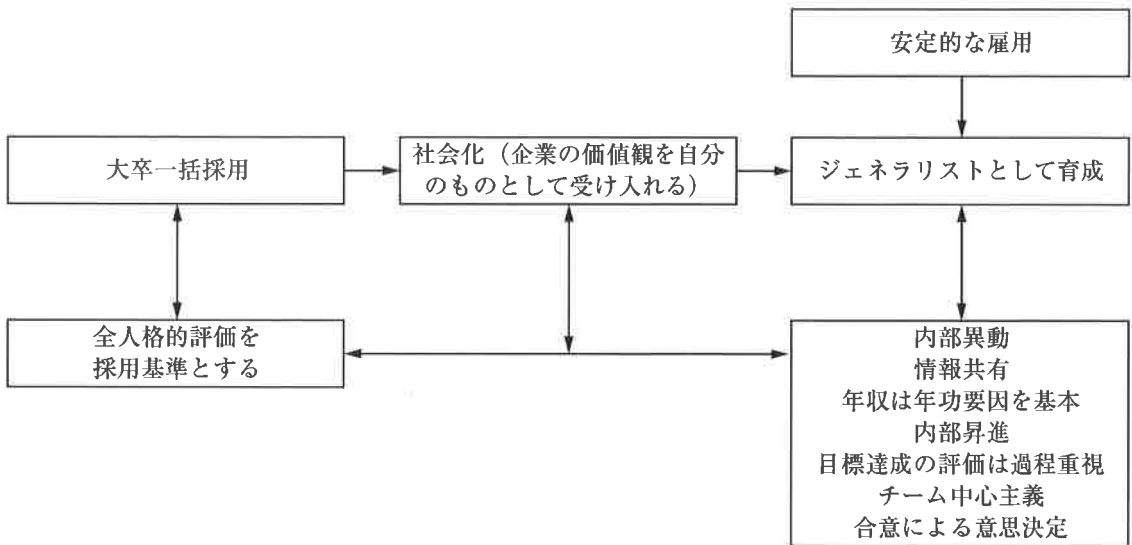 安定的な雇用
大卒一括採用
社会化（企業の価値観を自分
のものとして受け入れる）
ジェネラリストとして育成
全人格的評価を
採用基準とする
内部異動
情報共有
年収は年功要因を基本
内部昇進
目標達成の評価は過程重視
チーム中心主義
合意による意思決定